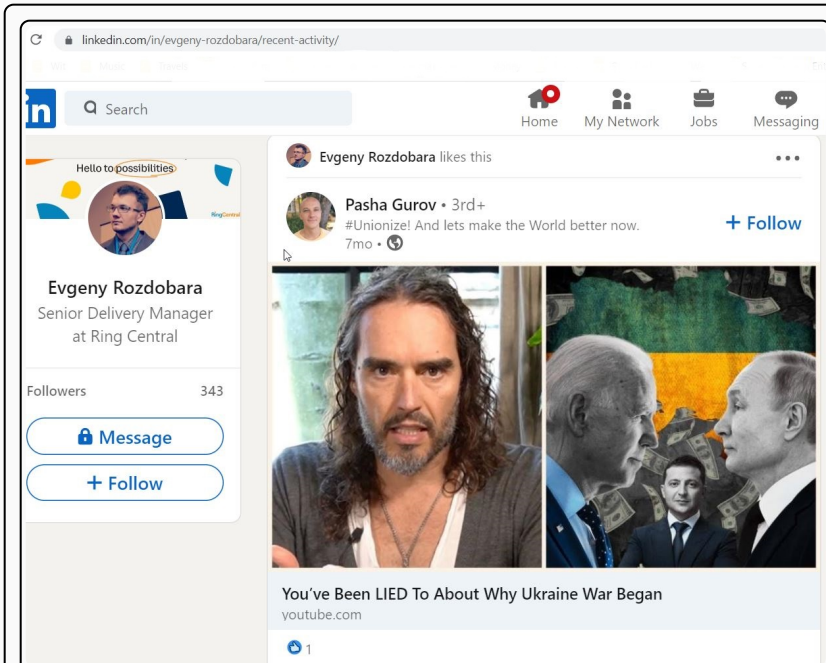 linkedin.com/in/evgeny-rozdobara/recent-activity/
in
Search
Home
My Network
Jobs
Messaging
Hello to possibilities
RingCentral
Evgeny Rozdobara
Senior Delivery Manager
at Ring Central
Followers 343
Message
+ Follow
Evgeny Rozdobara likes this
Pasha Gurov • 3rd+
#Unionize! And lets make the World better now.
7mo •
+ Follow
You've Been LIED To About Why Ukraine War Began
youtube.com
1